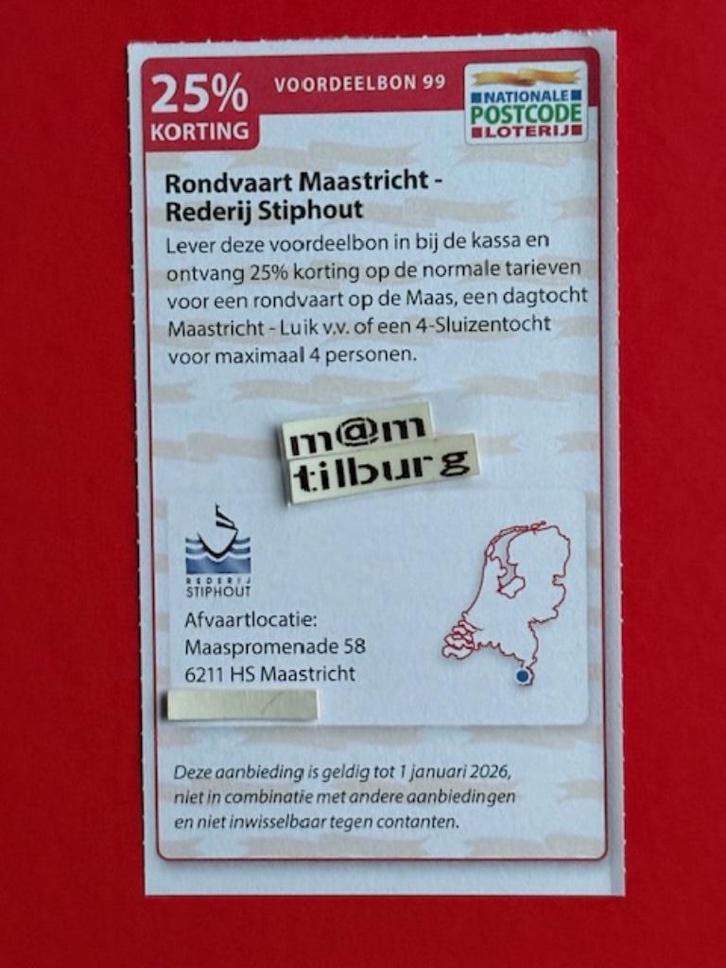 25%
KORTING
VOORDEELBON 99
NATIONALE
POSTCODE
LOTERIJ
Rondvaart Maastricht -
Rederij Stiphout
Lever deze voordeelbon in bij de kassa en
ontvang 25% korting op de normale tarieven
voor een rondvaart op de Maas, een dagtocht
Maastricht - Luik v.v. of een 4-Sluizentocht
voor maximaal 4 personen.
m@m
tilburg
REDERIJ
STIPHOUT
Afvaartlocatie:
Maaspromenade 58
6211 HS Maastricht
Deze aanbieding is geldig tot 1 januari 2026,
niet in combinatie met andere aanbiedingen
en niet inwisselbaar tegen contanten.